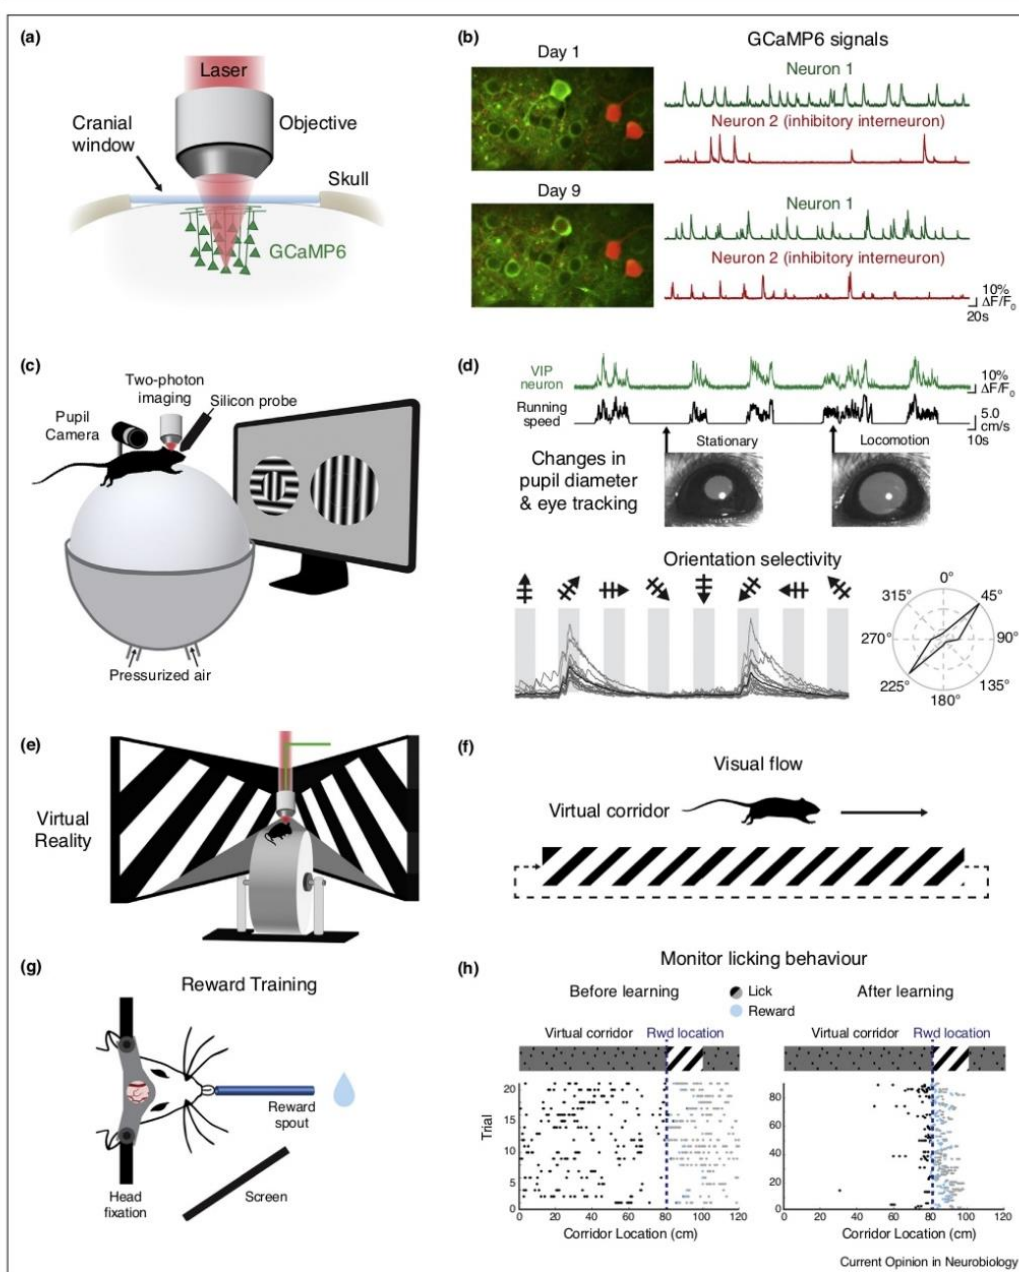 (a)
Laser
Cranial
window
Objective
Skull
GCaMP6
(b)
GCaMP6 signals
Day 1
Neuron 1
Neuron 2 (inhibitory interneuron)
Day 9
Neuron 1
Neuron 2 (inhibitory interneuron)
10%
ΔF/F0
20s
(c)
Two-photon
imaging
Silicon probe
Pupil
Camera
Pressurized air
(d)
VIP
neuron
10%
ΔF/F0
Running
speed
5.0
cm/s
10s
Stationary
Locomotion
Changes in
pupil diameter
& eye tracking
Orientation selectivity
0°
45°
90°
135°
180°
225°
270°
315°
(e)
Virtual
Reality
(f)
Visual flow
Virtual corridor
(g)
Reward Training
Reward
spout
Head
fixation
Screen
(h)
Monitor licking behaviour
Before learning
Lick
Reward
After learning
Virtual corridor Rwd location
Virtual corridor Rwd location
Trial
20
15
10
5
0
0 20 40 60 80 100 120
Corridor Location (cm)
80
60
40
20
0
0 20 40 60 80 100 120
Corridor Location (cm)
Current Opinion in Neurobiology